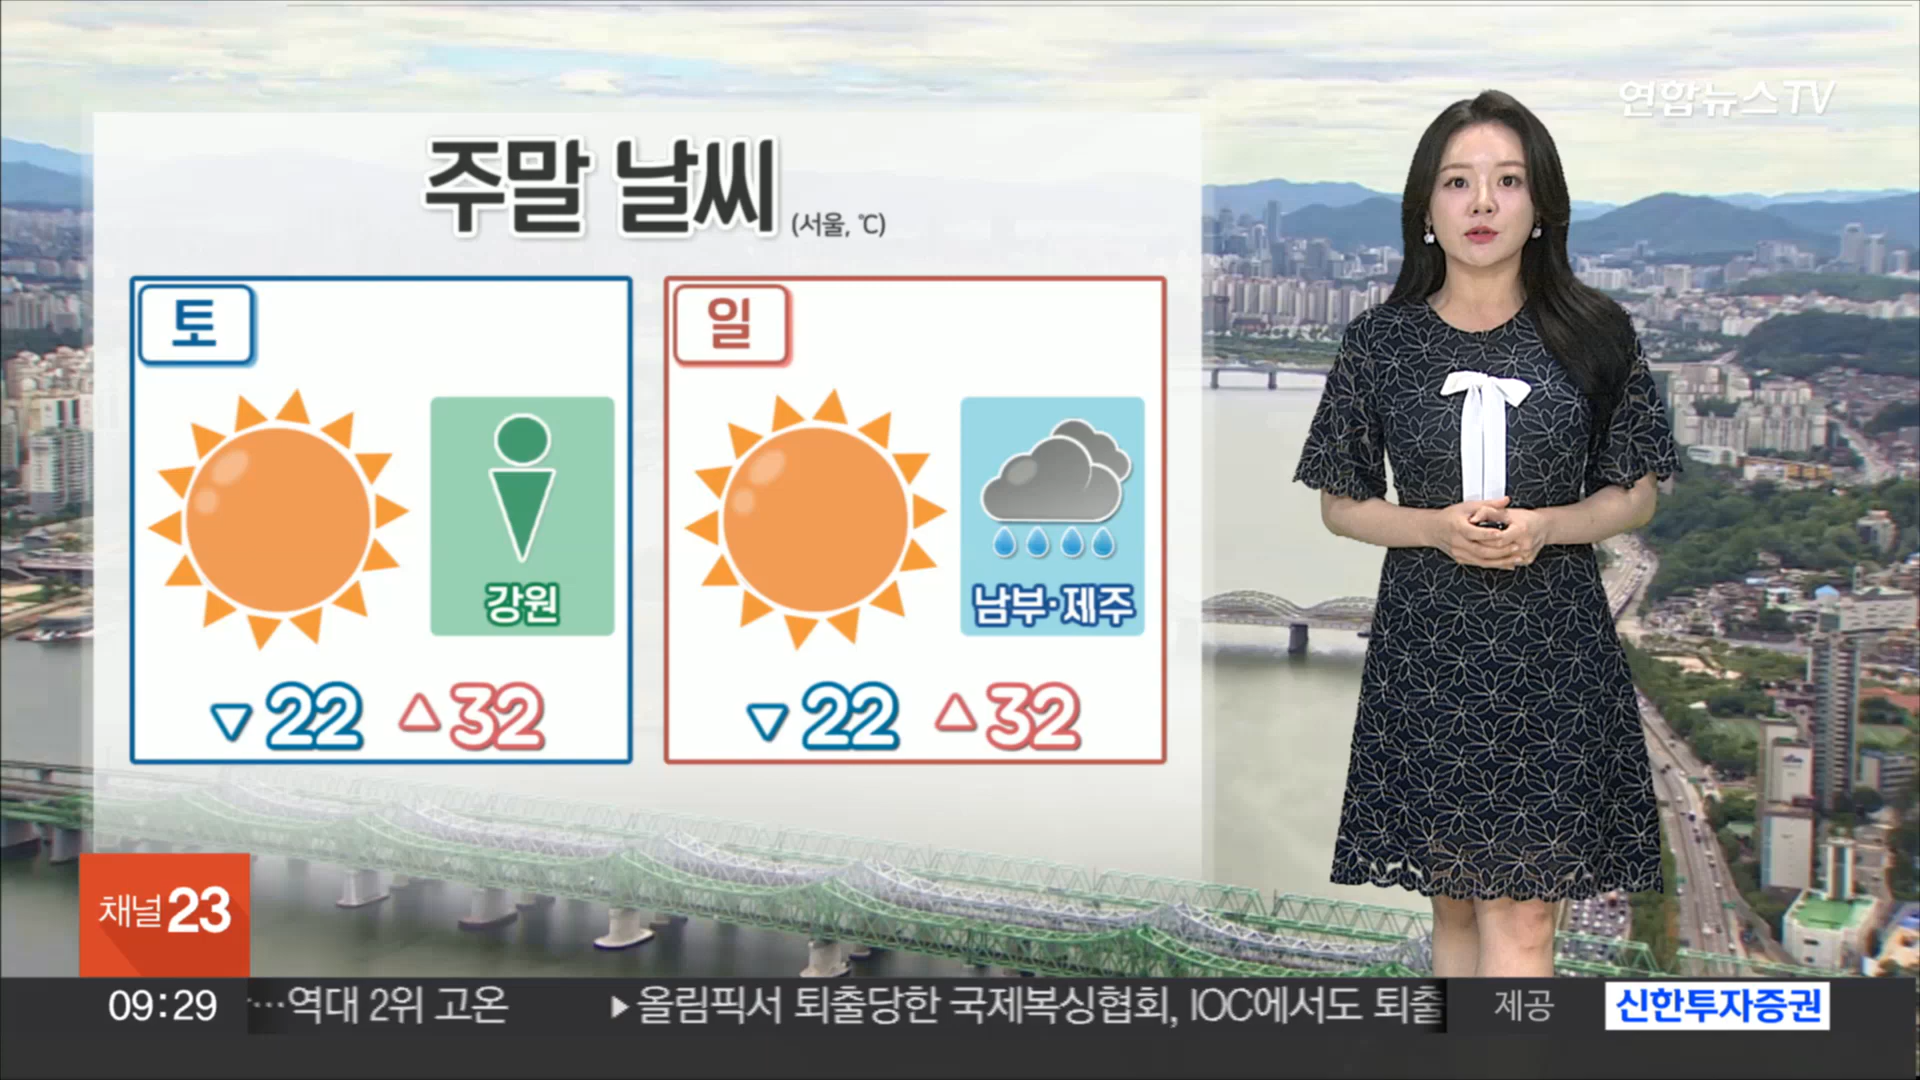 연합뉴스TV
주말 날씨 (서울, ℃)
토
일
강원
남부·제주
▽ 22 △ 32
▽ 22 △ 32
채널 23
09:29
…역대 2위 고온 ▶올림픽서 퇴출당한 국제복싱협회, IOC에서도 퇴출
제공
신한투자증권